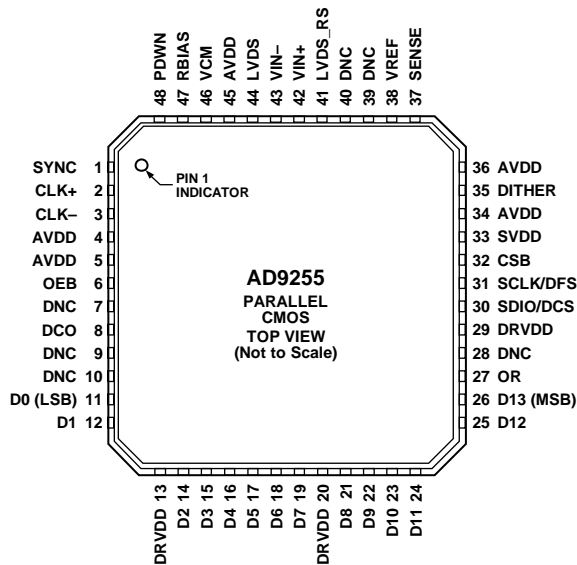 48 PDWN
47 RBIAS
46 VCM
45 AVDD
44 LVDS
43 VIN–
42 VIN+
41 LVDS_RS
40 DNC
39 DNC
38 VREF
37 SENSE
SYNC 1
CLK+ 2
CLK– 3
AVDD 4
AVDD 5
OEB 6
DNC 7
DCO 8
DNC 9
DNC 10
D0 (LSB) 11
D1 12
PIN 1
INDICATOR
AD9255
PARALLEL
CMOS
TOP VIEW
(Not to Scale)
36 AVDD
35 DITHER
34 AVDD
33 SVDD
32 CSB
31 SCLK/DFS
30 SDIO/DCS
29 DRVDD
28 DNC
27 OR
26 D13 (MSB)
25 D12
DRVDD 13
D2 14
D3 15
D4 16
D5 17
D6 18
D7 19
DRVDD 20
D8 21
D9 22
D10 23
D11 24